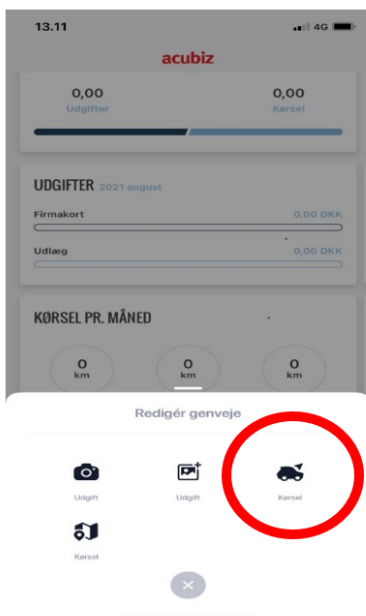 13.11 4G
acubiz
0,00 0,00
Udgifter Kørsel
UDGIFTER 2021 august
Firmakort 0,00 DKK
Udlæg 0,00 DKK
KØRSEL PR. MÅNED
0 0 0
km km km
Redigér genveje
Udgift Udgift Kørsel
Kørsel